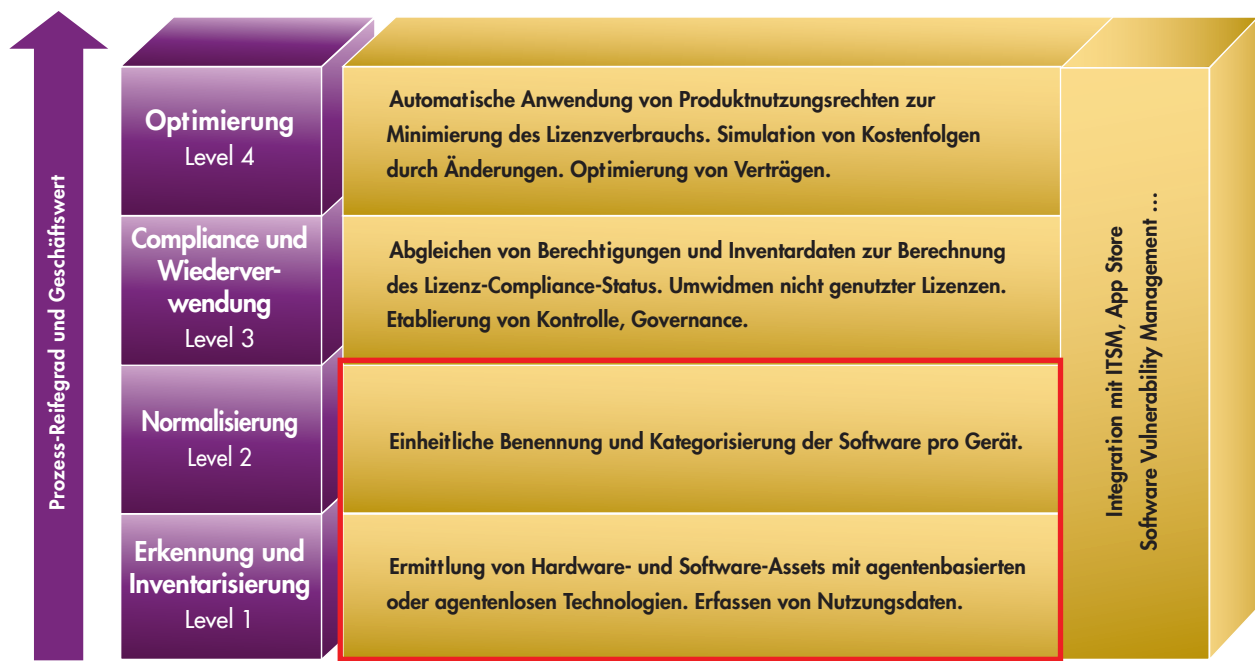 Prozess-Reifegrad und Geschäftswert
Optimierung
Level 4
Automatische Anwendung von Produktnutzungsrechten zur
Minimierung des Lizenzverbrauchs. Simulation von Kostenfolgen
durch Änderungen. Optimierung von Verträgen.
Compliance und
Wiederver-
wendung
Level 3
Abgleichen von Berechtigungen und Inventardaten zur Berechnung
des Lizenz-Compliance-Status. Umwidmen nicht genutzter Lizenzen.
Etablierung von Kontrolle, Governance.
Normalisierung
Level 2
Einheitliche Benennung und Kategorisierung der Software pro Gerät.
Erkennung und
Inventarisierung
Level 1
Ermittlung von Hardware- und Software-Assets mit agentenbasierten
oder agentenlosen Technologien. Erfassen von Nutzungsdaten.
Integration mit ITSM, App Store
Software Vulnerability Management ...